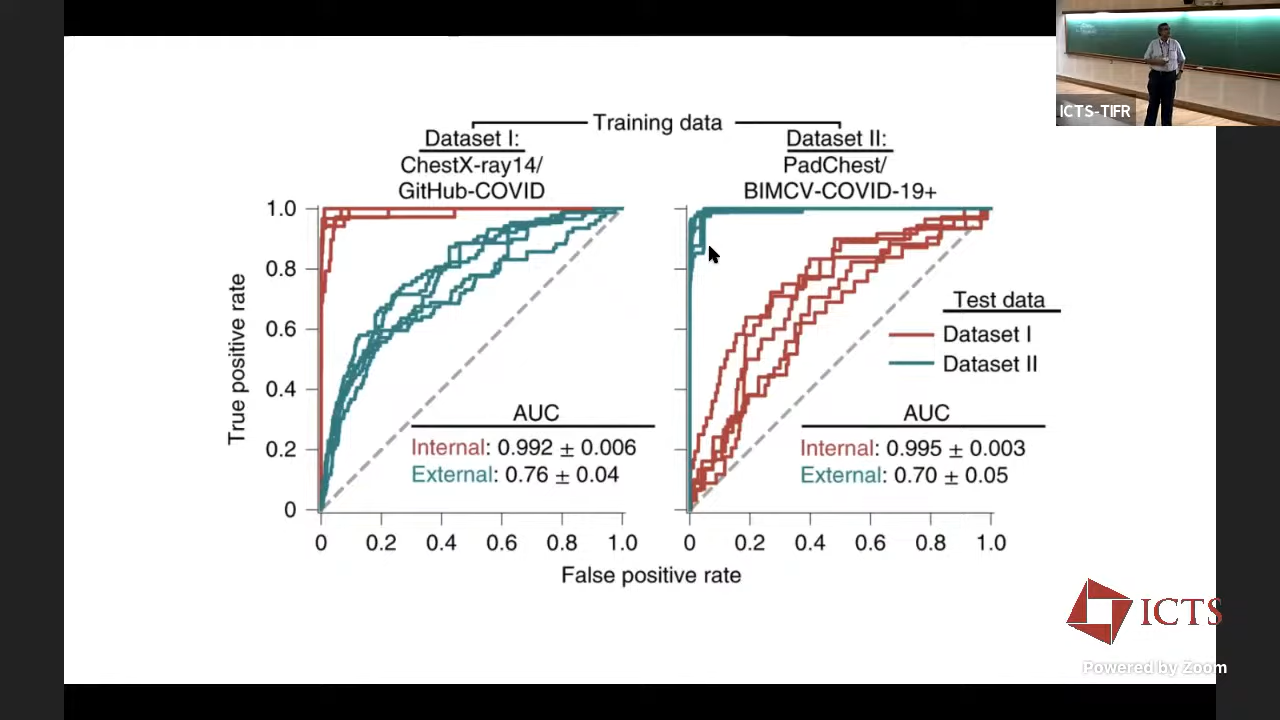 ICTS-TIFR
Training data
Dataset I:
ChestX-ray14/
GitHub-COVID
Dataset II:
PadChest/
BIMCV-COVID-19+
True positive rate
1.0
0.8
0.6
0.4
0.2
0
AUC
Internal: 0.992 ± 0.006
External: 0.76 ± 0.04
0 0.2 0.4 0.6 0.8 1.0
Test data
Dataset I
Dataset II
AUC
Internal: 0.995 ± 0.003
External: 0.70 ± 0.05
0 0.2 0.4 0.6 0.8 1.0
False positive rate
ICTS
Powered by Zoom